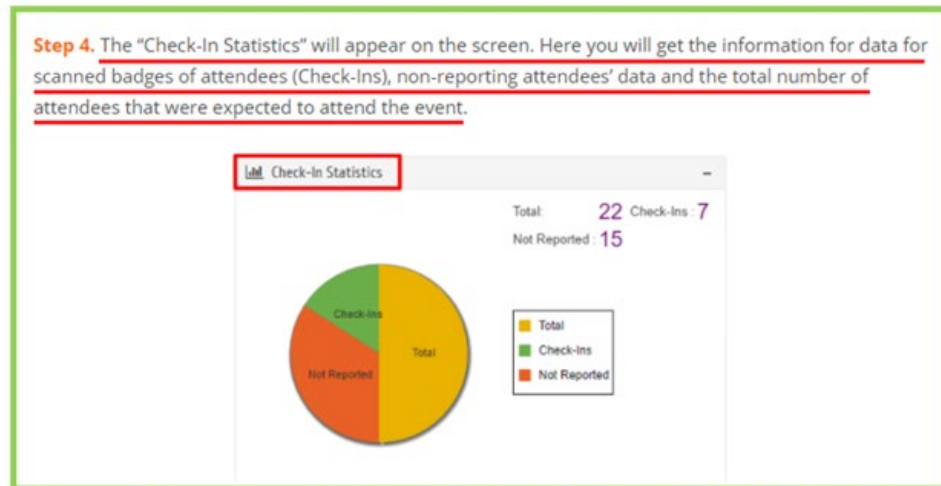 Step 4. The “Check-In Statistics” will appear on the screen. Here you will get the information for data for
scanned badges of attendees (Check-Ins), non-reporting attendees’ data and the total number of
attendees that were expected to attend the event.
Check-In Statistics
Total: 22 Check-Ins : 7
Not Reported : 15
Check-Ins
Total
Not Reported
Total
Check-Ins
Not Reported